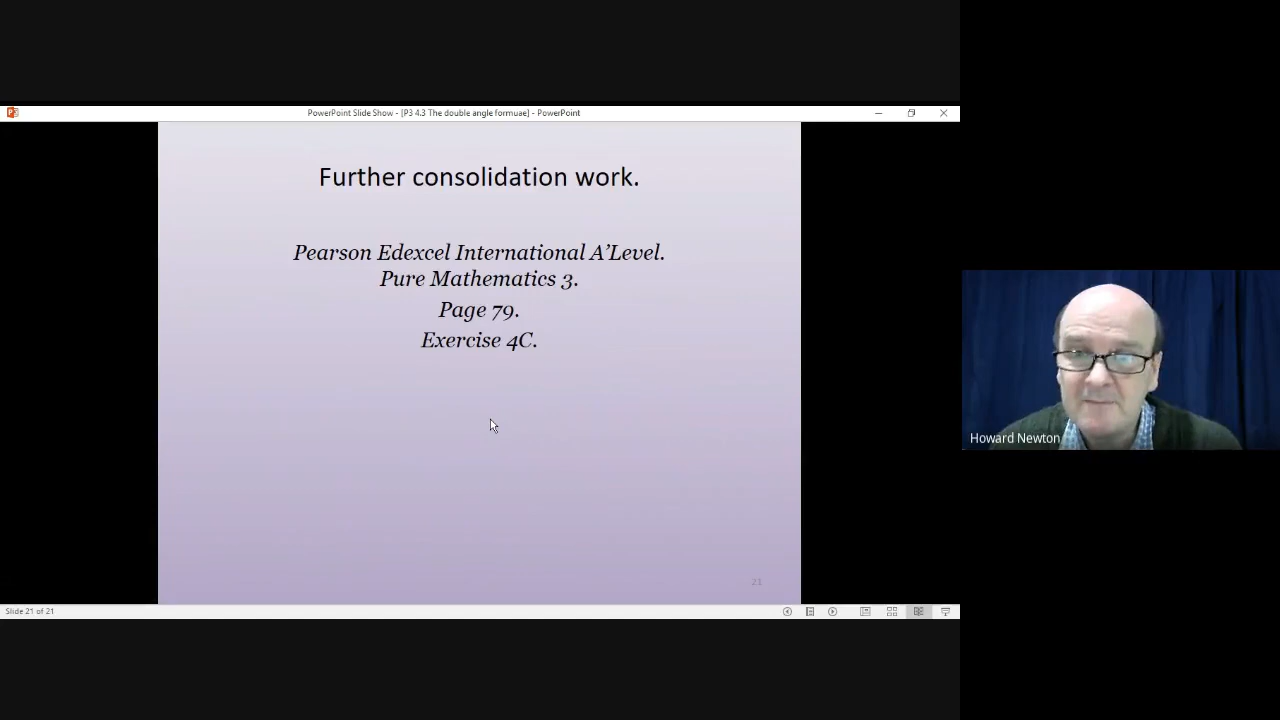 PowerPoint Slide Show - [P3 4.3 The double angle formuae] - PowerPoint
Further consolidation work.
Pearson Edexcel International A’Level.
Pure Mathematics 3.
Page 79.
Exercise 4C.
Howard Newton
21
Slide 21 of 21